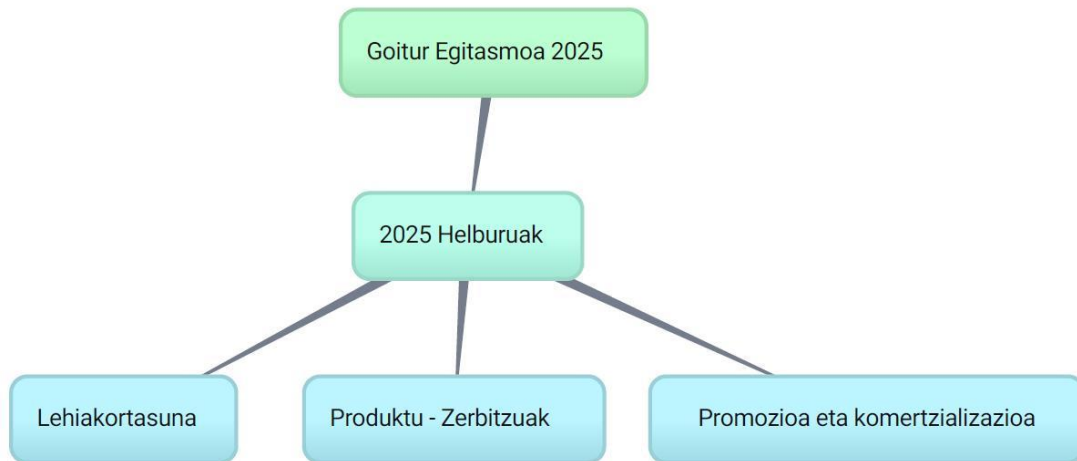 Goitur Egitasmoa 2025
2025 Helburuak
Lehiakortasuna
Produktu - Zerbitzuak
Promozioa eta komertzializazioa